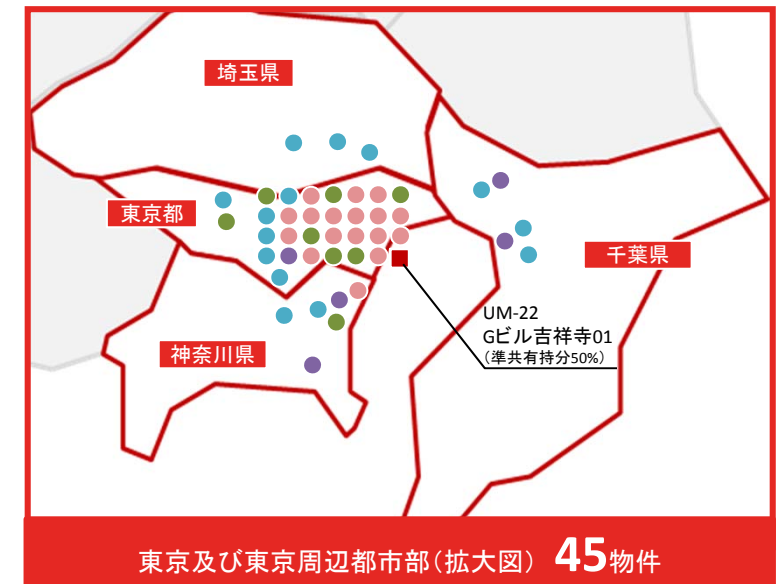 埼玉県
東京都
千葉県
UM-22
Gビル吉祥寺01
（準共有持分50%）
神奈川県
東京及び東京周辺都市部（拡大図） 45物件